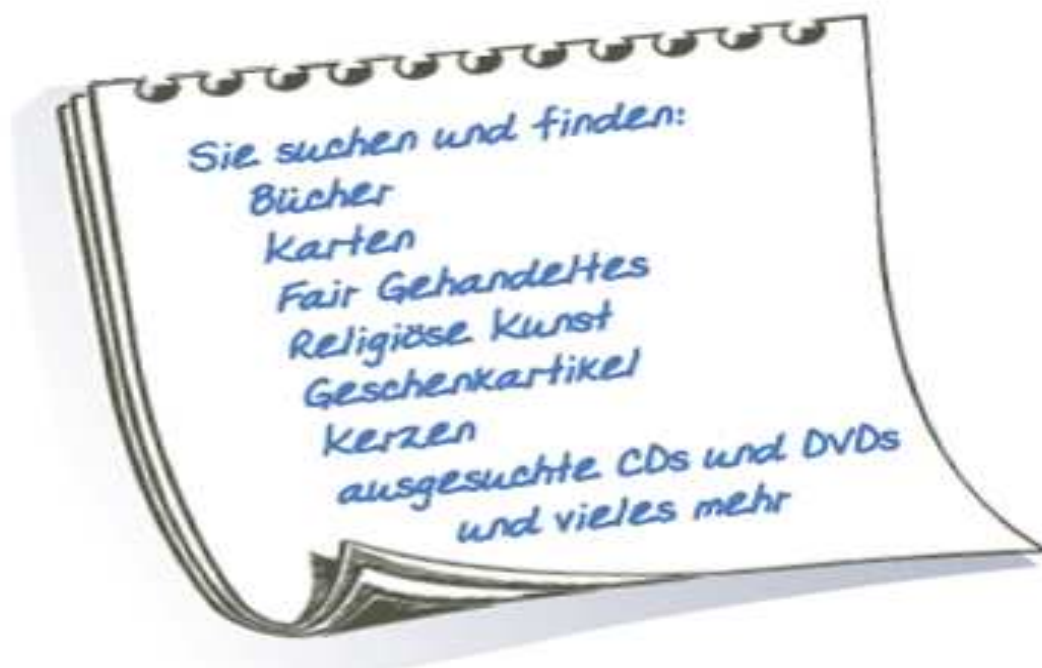 Sie suchen und finden:
Bücher
Karten
Fair Gehandeltes
Religiöse Kunst
Geschenkartikel
Kerzen
ausgesuchte CDs und DVDs
und vieles mehr